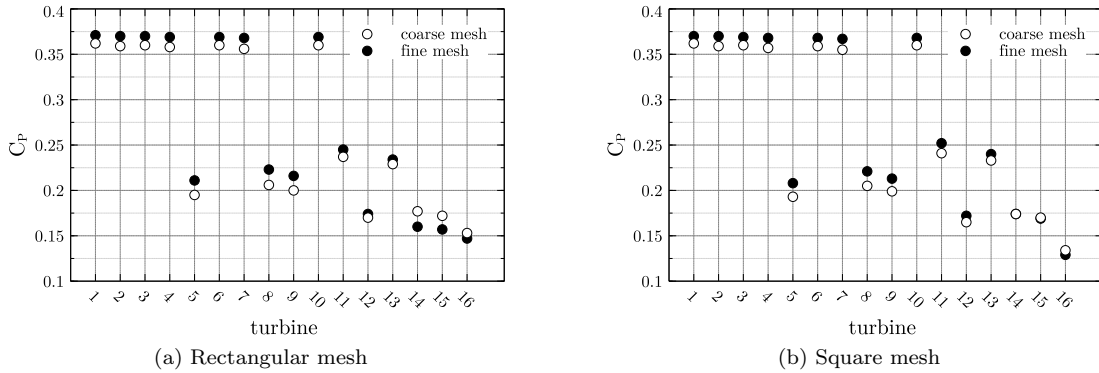 0.4
0.35
0.3
0.25
0.2
0.15
0.1
C_P
coarse mesh
fine mesh
1 2 3 4 5 6 7 8 9 10 11 12 13 14 15 16
turbine
(a) Rectangular mesh
0.4
0.35
0.3
0.25
0.2
0.15
0.1
C_P
coarse mesh
fine mesh
1 2 3 4 5 6 7 8 9 10 11 12 13 14 15 16
turbine
(b) Square mesh